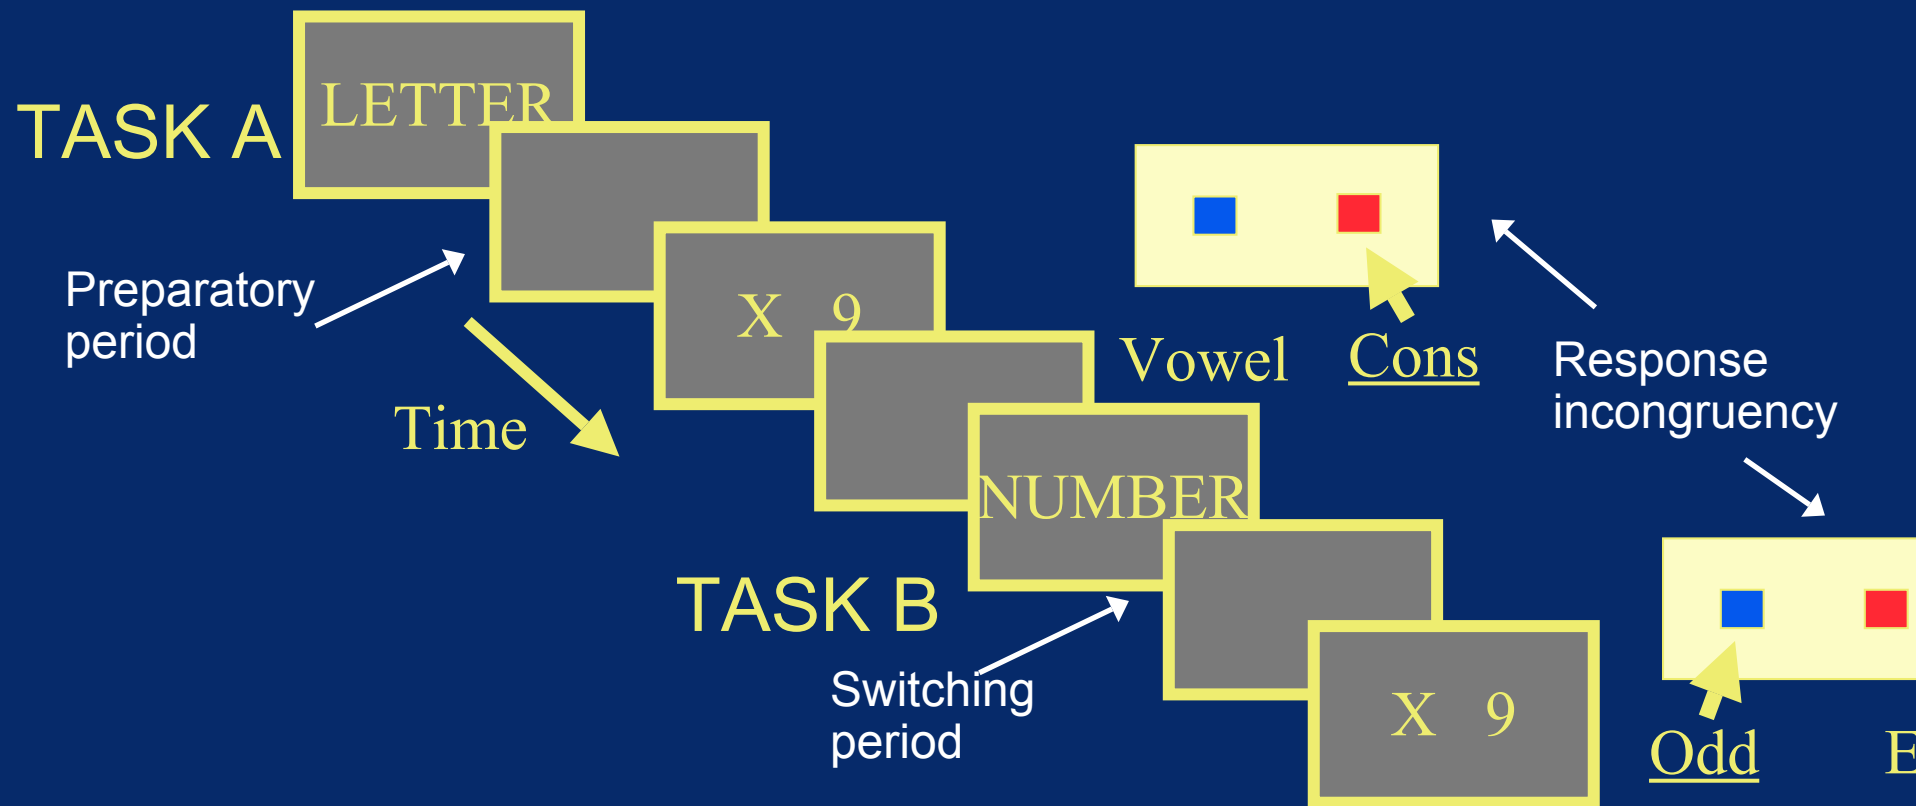 LETTER
TASK A
Preparatory
period
X 9
Time
Vowel Cons
Response
incongruency
NUMBER
TASK B
Switching
period
X 9
Odd E